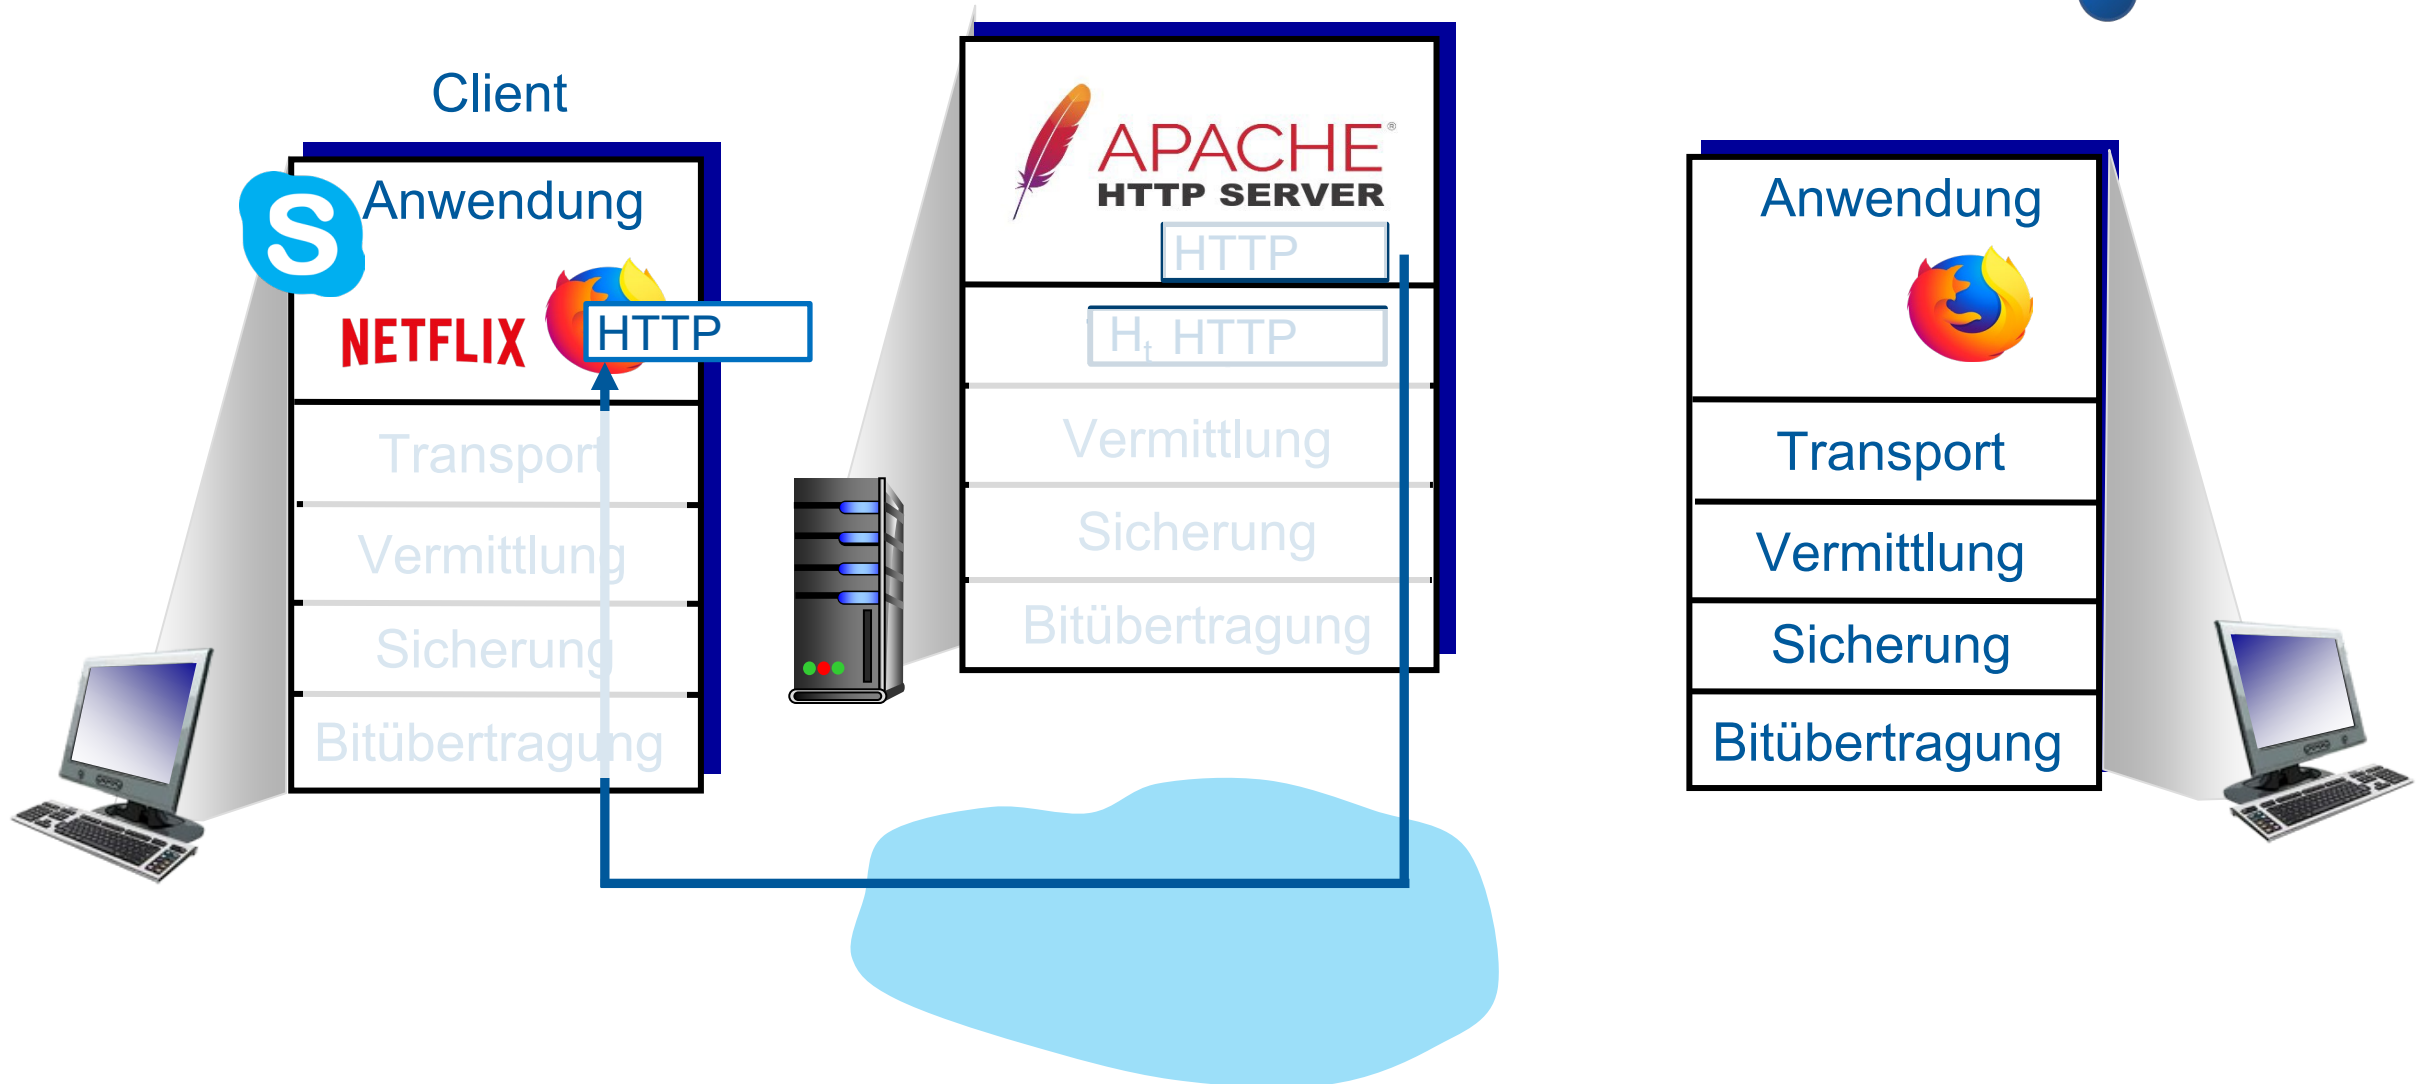 Client
Anwendung
NETFLIX
HTTP
Transport
Vermittlung
Sicherung
Bitübertragung
APACHE®
HTTP SERVER
HTTP
Ht HTTP
Vermittlung
Sicherung
Bitübertragung
Anwendung
Transport
Vermittlung
Sicherung
Bitübertragung